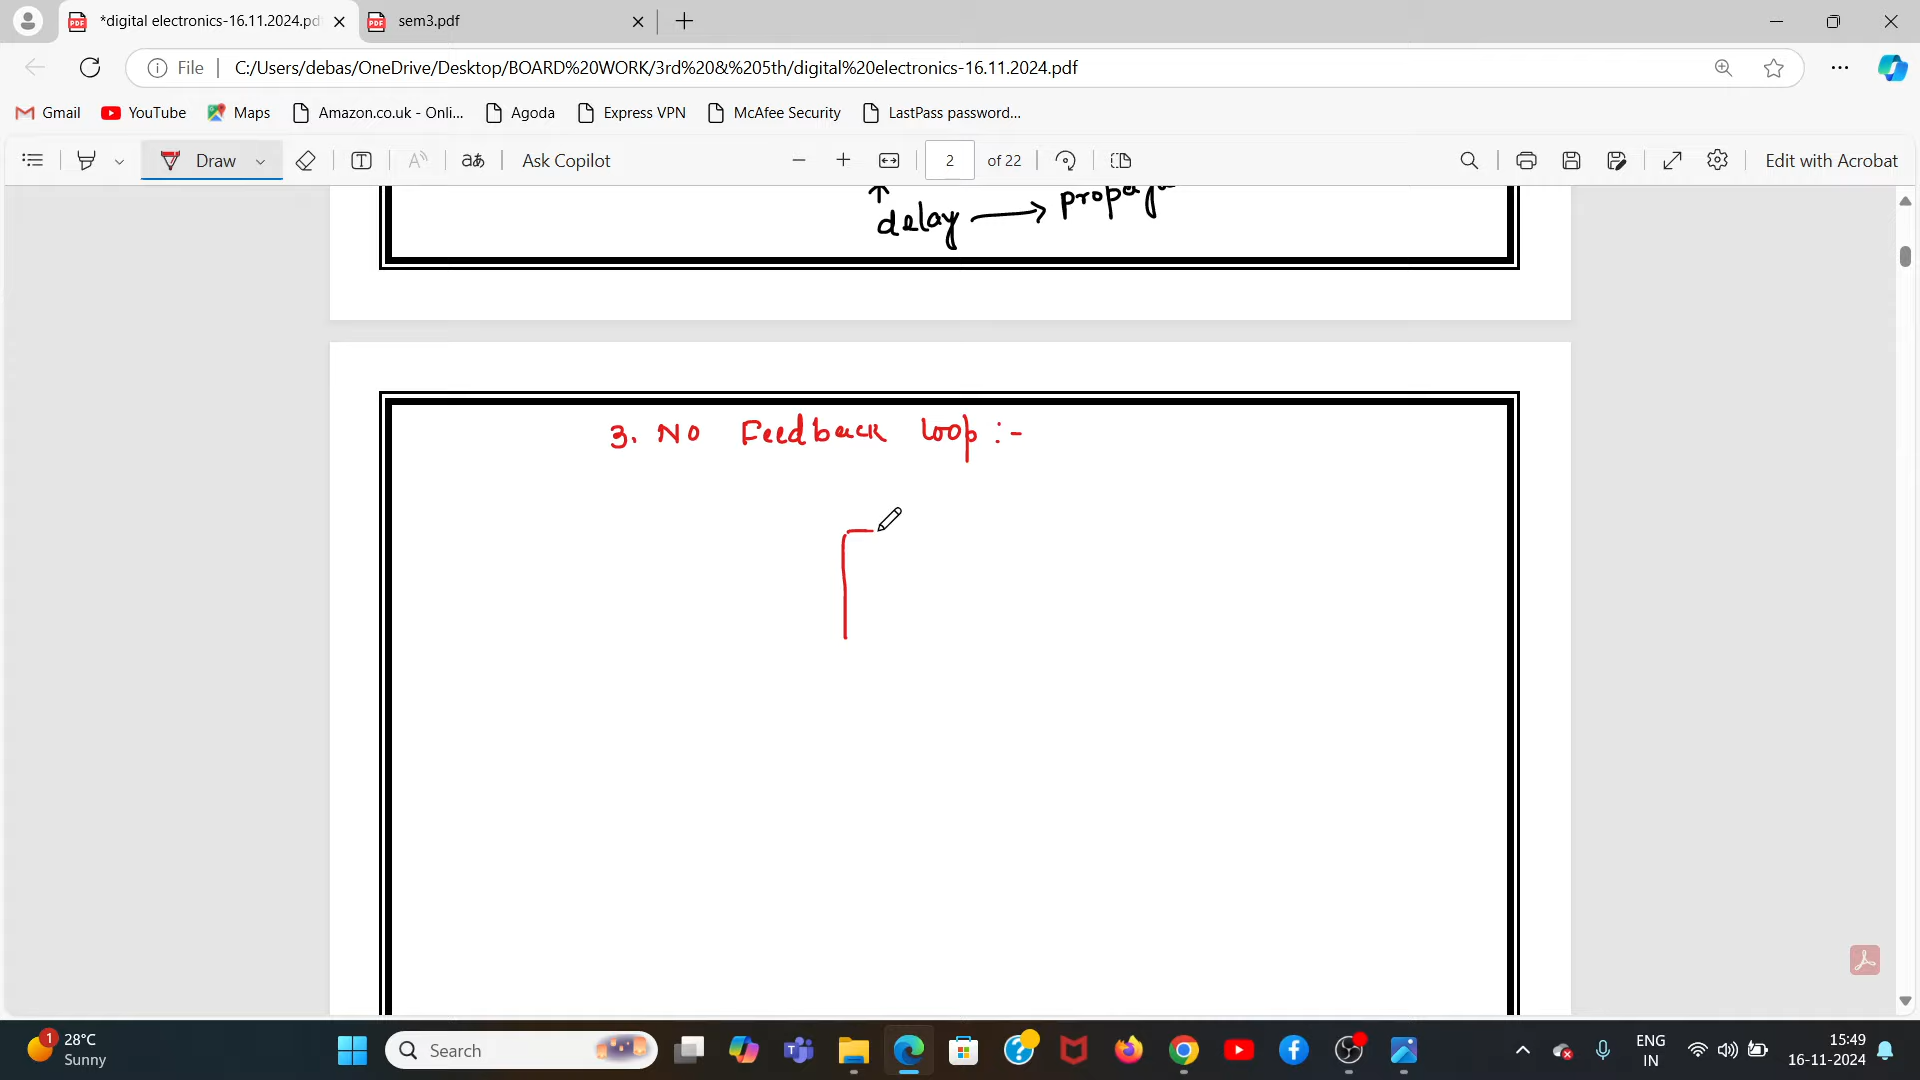 *digital electronics-16.11.2024.pd
sem3.pdf
File
C:/Users/debas/OneDrive/Desktop/BOARD%20WORK/3rd%20&%205th/digital%20electronics-16.11.2024.pdf
Gmail
YouTube
Maps
Amazon.co.uk - Onli...
Agoda
Express VPN
McAfee Security
LastPass password...
Draw
aあ
Ask Copilot
2
of 22
Edit with Acrobat
delay
3. No Feedback loop :-
1
28°C
Sunny
Search
ENG
IN
15:49
16-11-2024